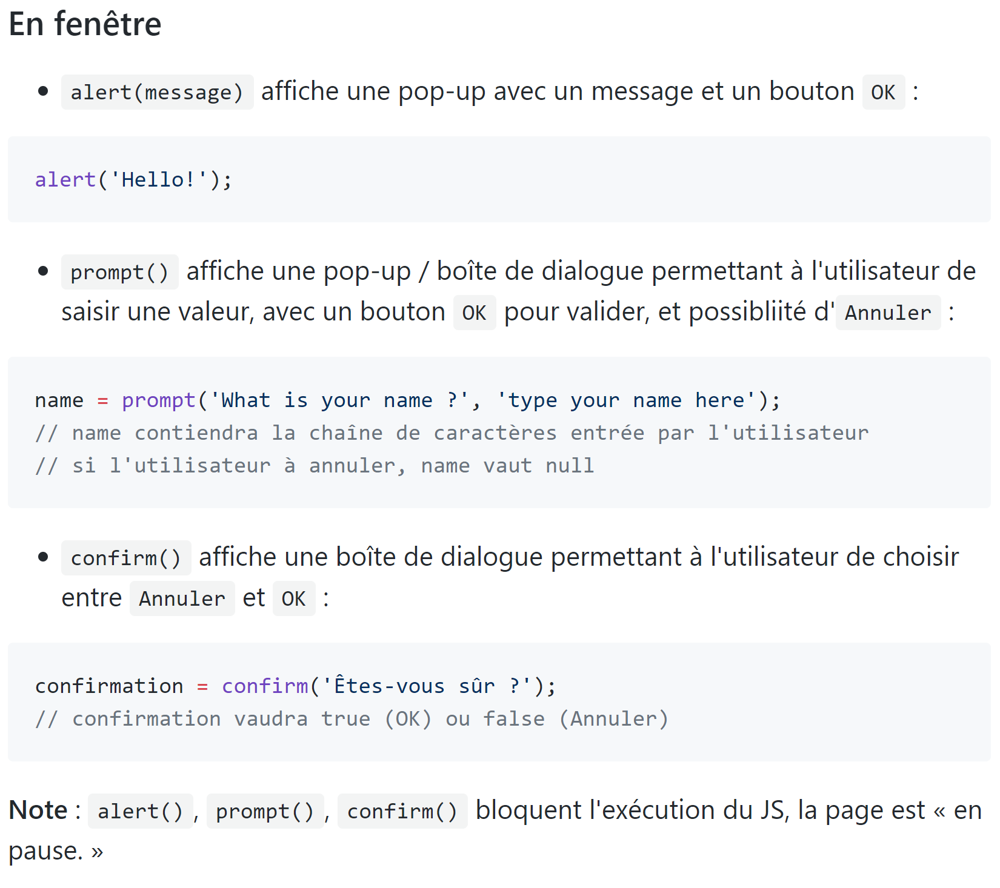 En fenêtre
• alert(message) affiche une pop-up avec un message et un bouton OK :
alert('Hello!');
• prompt() affiche une pop-up / boîte de dialogue permettant à l'utilisateur de
saisir une valeur, avec un bouton OK pour valider, et possibliité d'Annuler :
name = prompt('What is your name ?', 'type your name here');
// name contiendra la chaîne de caractères entrée par l'utilisateur
// si l'utilisateur à annuler, name vaut null
• confirm() affiche une boîte de dialogue permettant à l'utilisateur de choisir
entre Annuler et OK :
confirmation = confirm('Êtes-vous sûr ?');
// confirmation vaudra true (OK) ou false (Annuler)
Note : alert(), prompt(), confirm() bloquent l'exécution du JS, la page est « en
pause. »